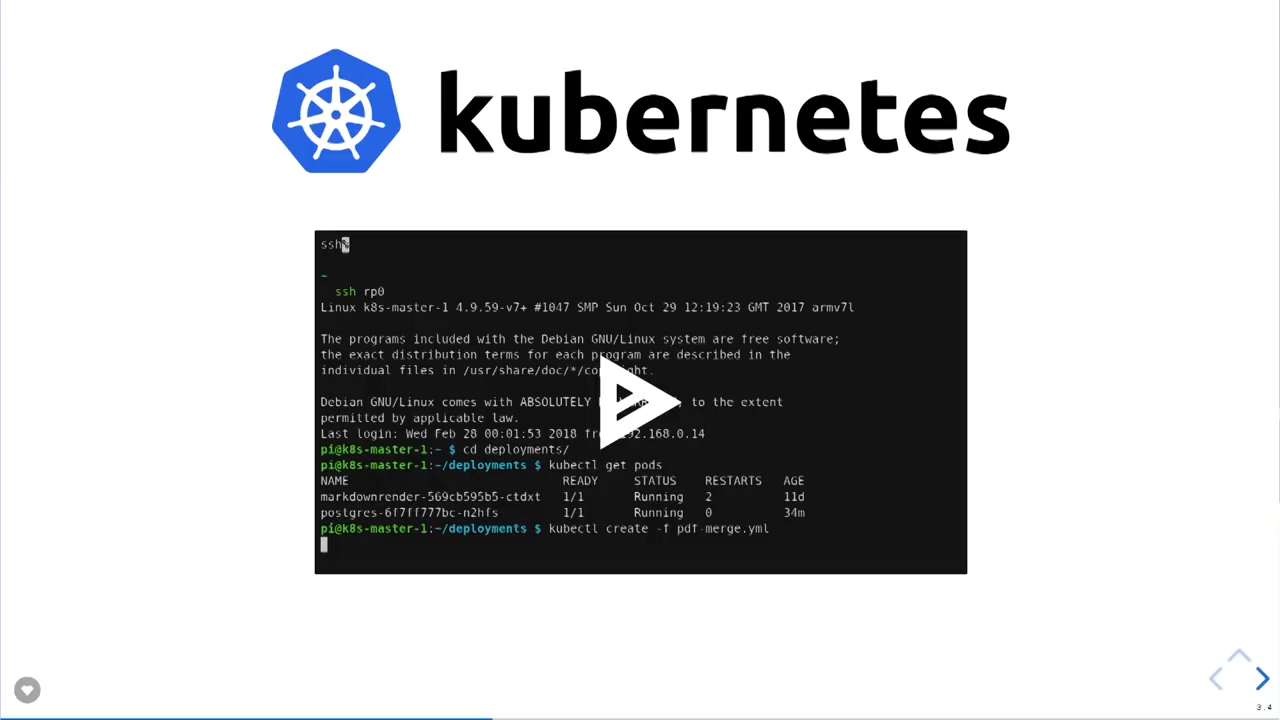 kubernetes
ssh
~
ssh rp0
Linux k8s-master-1 4.9.59-v7+ #1047 SMP Sun Oct 29 12:19:23 GMT 2017 armv7l
The programs included with the Debian GNU/Linux system are free software;
the exact distribution terms for each program are described in the
individual files in /usr/share/doc/*/copyright.
Debian GNU/Linux comes with ABSOLUTELY to the extent
permitted by applicable law.
Last login: Wed Feb 28 00:01:53 2018 from 192.168.0.14
pi@k8s-master-1:~ $ cd deployments/
pi@k8s-master-1:~/deployments $ kubectl get pods
NAME READY STATUS RESTARTS AGE
markdownrender-569cb595b5-ctdxt 1/1 Running 2 11d
postgres-6f7ff777bc-n2hfs 1/1 Running 0 34m
pi@k8s-master-1:~/deployments $ kubectl create -f pdf-merge.yml
3.4